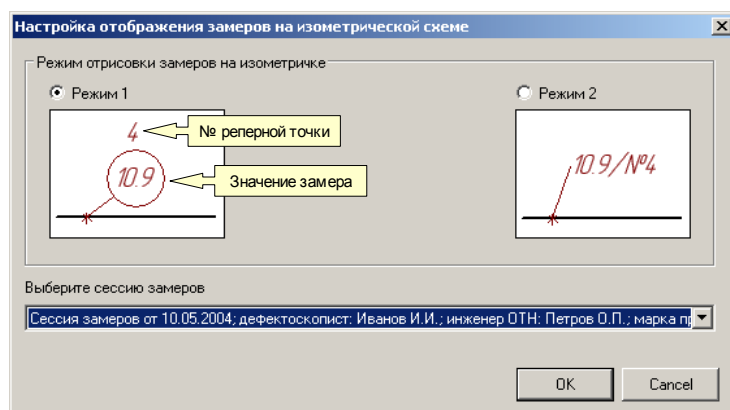 Настройка отображения замеров на изометрической схеме
Режим отрисовки замеров на изометричке
Режим 1
Режим 2
4
№ реперной точки
10.9
Значение замера
10.9/№4
Выберите сессию замеров
Сессия замеров от 10.05.2004; дефектоскопист: Иванов И.И.; инженер ОТН: Петров О.П.; марка
OK
Cancel